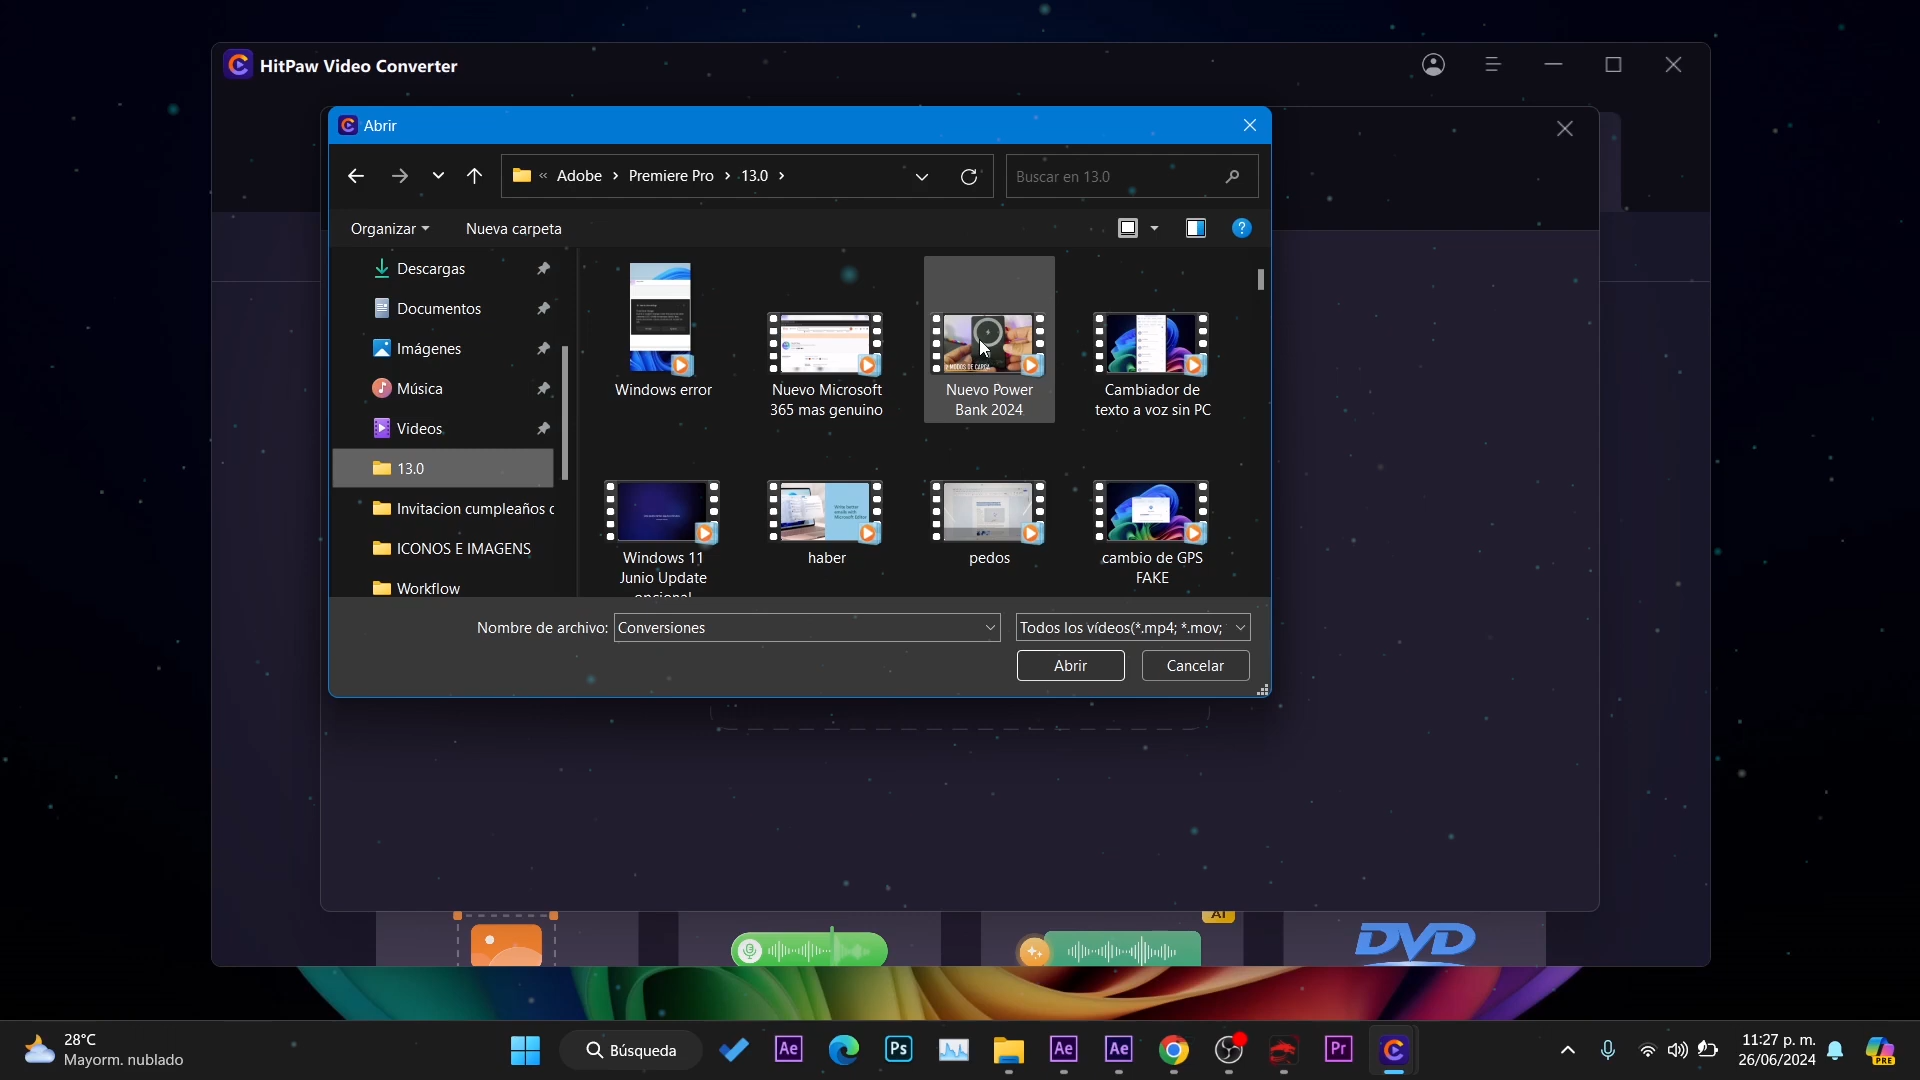 HitPaw Video Converter
Abrir
« Adobe › Premiere Pro › 13.0 ›
Buscar en 13.0
Organizar
Nueva carpeta
Descargas
Documentos
Imágenes
Música
Videos
13.0
Invitacion cumpleaños
ICONOS E IMAGENS
Workflow
Windows error
Nuevo Microsoft
365 mas genuino
Nuevo Power
Bank 2024
Cambiador de
texto a voz sin PC
Windows 11
Junio Update
opcional
haber
pedos
cambio de GPS
FAKE
Nombre de archivo:
Conversiones
Todos los vídeos(*.mp4; *.mov;
Abrir
Cancelar
AI
DVD
28°C
Mayorm. nublado
Búsqueda
Ae
Ps
Ae
Ae
Pr
11:27 p. m.
26/06/2024
PRE